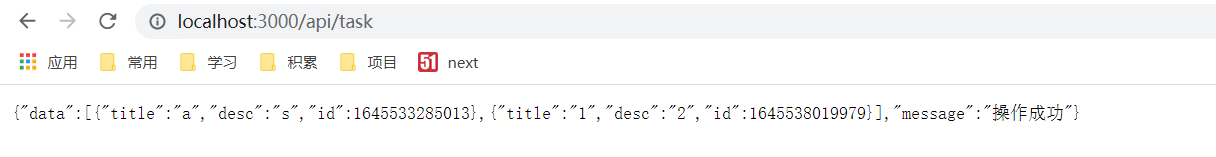 localhost:3000/api/task
应用 常用 学习 积累 项目 51 next
{"data":[{"title":"a","desc":"s","id":1645533285013},{"title":"1","desc":"2","id":1645538019979}],"message":"操作成功"}